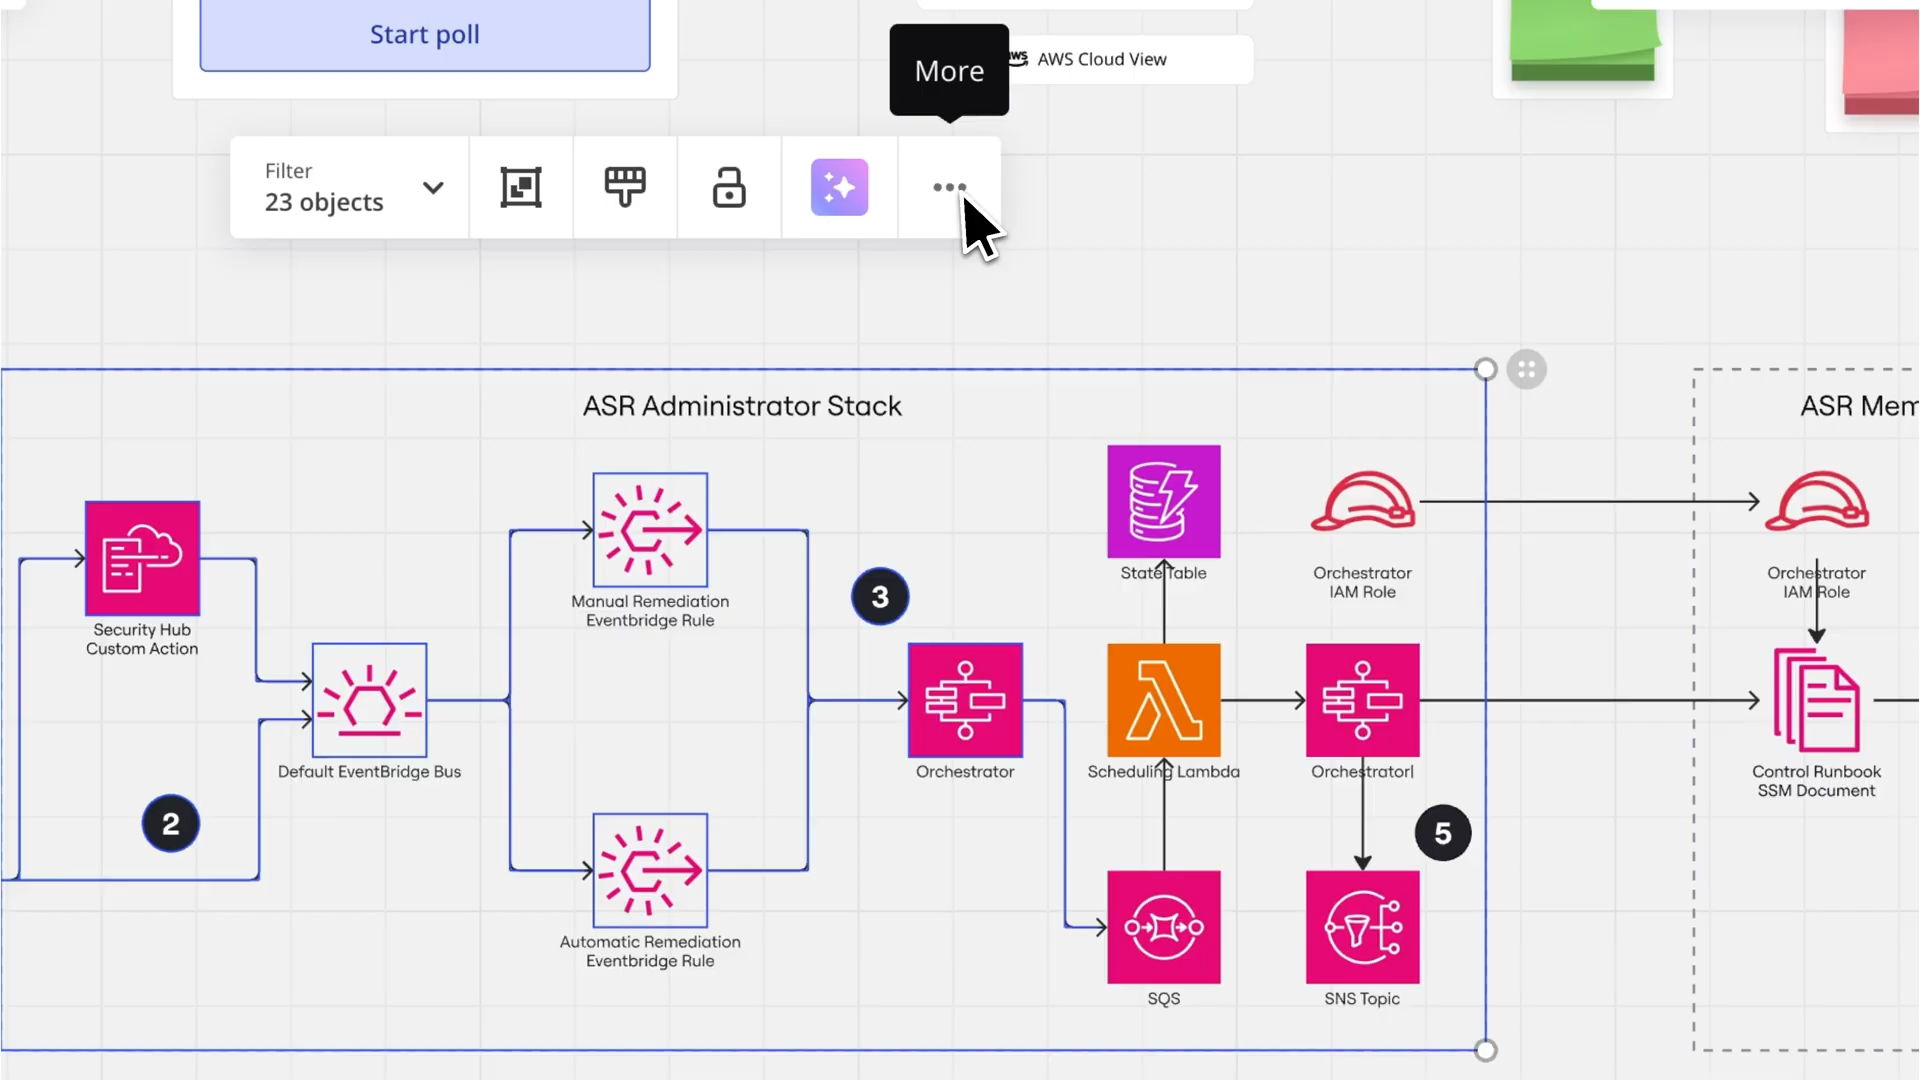 Start poll
More
aws AWS Cloud View
Filter
23 objects
ASR Administrator Stack
ASR Mem
Security Hub
Custom Action
Manual Remediation
Eventbridge Rule
3
State Table
Orchestrator
IAM Role
Orchestrator
IAM Role
2
Default EventBridge Bus
Orchestrator
Scheduling Lambda
Orchestrator|
Control Runbook
SSM Document
5
Automatic Remediation
Eventbridge Rule
SQS
SNS Topic